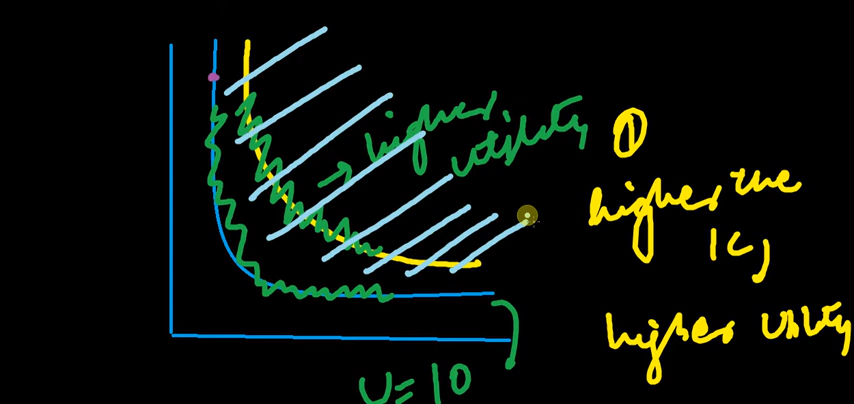 → higher
utility
①
higher the
IC,
higher utility
U = 10